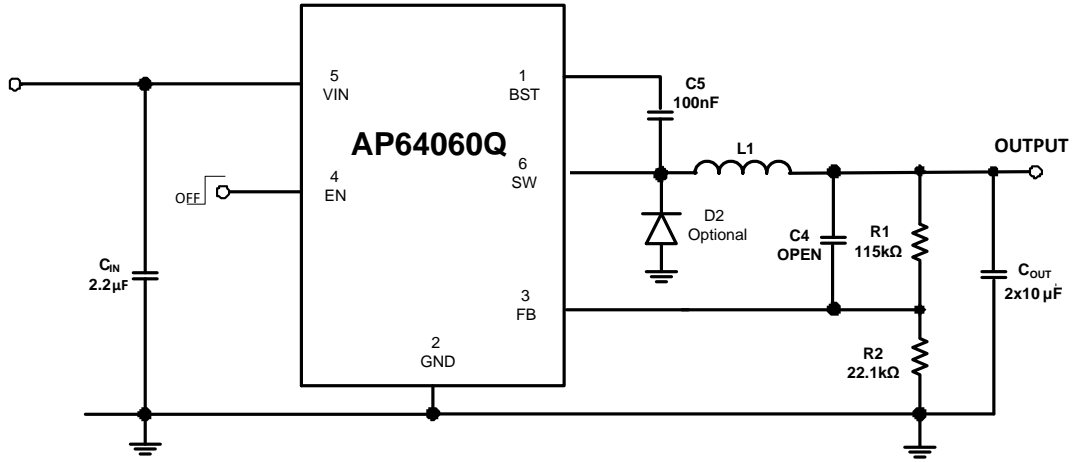 5
VIN
1
BST
C5
100nF
AP64060Q
6
SW
L1
OUTPUT
4
EN
OFF
D2
Optional
C4
OPEN
R1
115kΩ
CIN
2.2µF
COUT
2x10 µF
3
FB
2
GND
R2
22.1kΩ